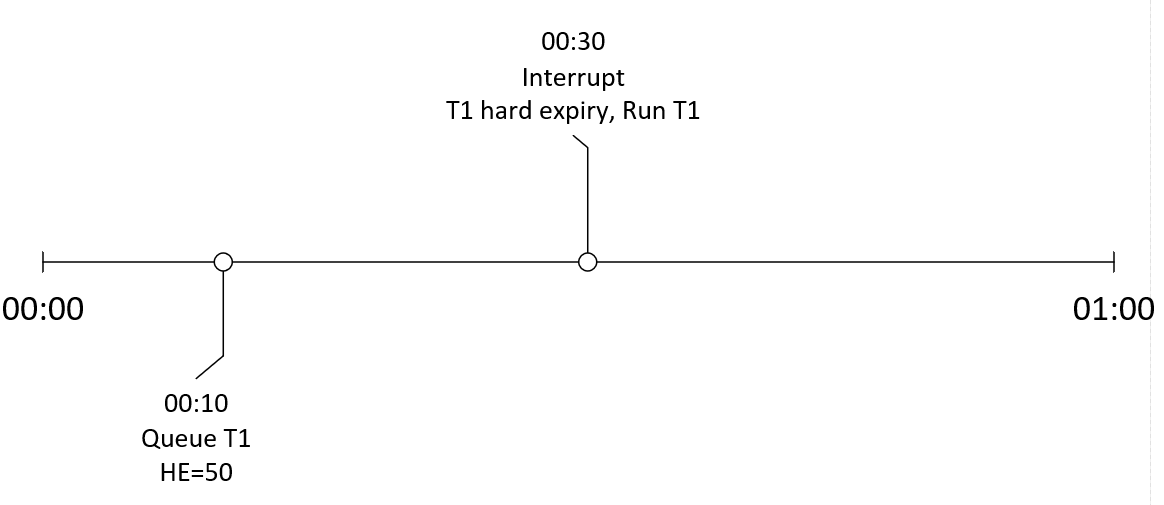 00:30
Interrupt
T1 hard expiry, Run T1
00:00
01:00
00:10
Queue T1
HE=50